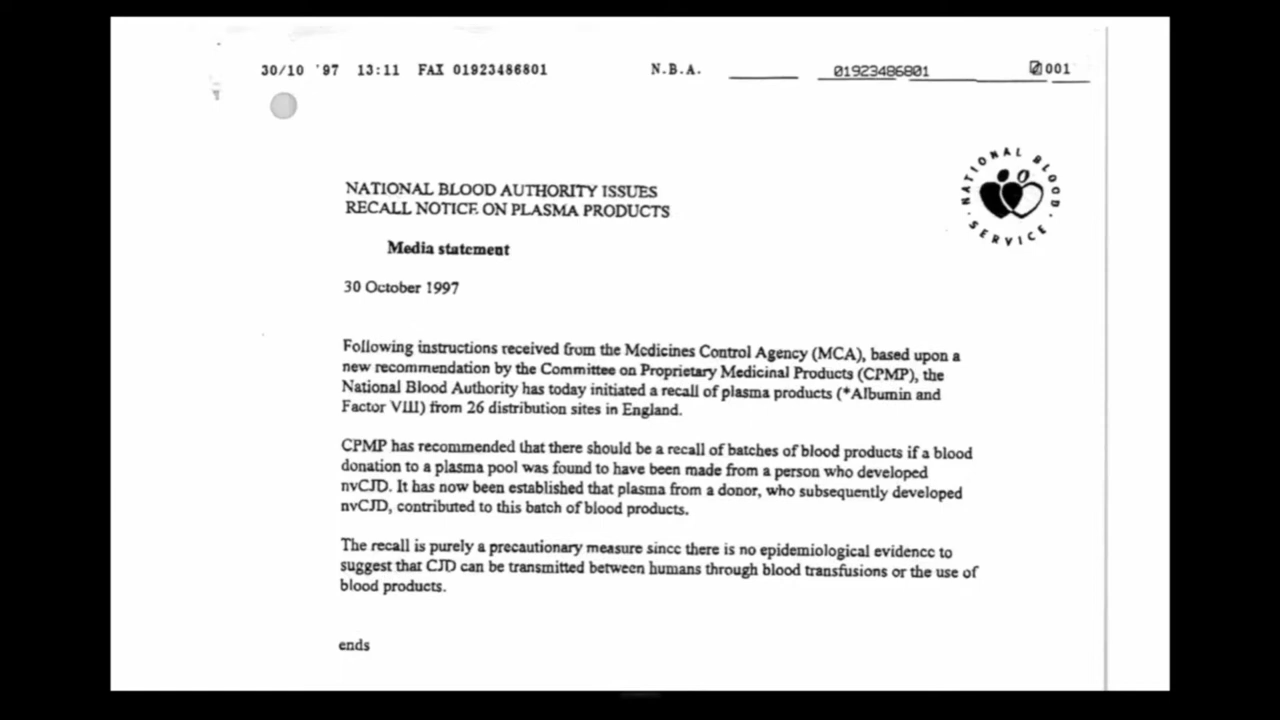 30/10 '97 13:11 FAX 01923486801 N.B.A. 01923486801 001
NATIONAL BLOOD SERVICE
NATIONAL BLOOD AUTHORITY ISSUES
RECALL NOTICE ON PLASMA PRODUCTS
Media statement
30 October 1997
Following instructions received from the Medicines Control Agency (MCA), based upon a
new recommendation by the Committee on Proprietary Medicinal Products (CPMP), the
National Blood Authority has today initiated a recall of plasma products (*Albumin and
Factor VIII) from 26 distribution sites in England.
CPMP has recommended that there should be a recall of batches of blood products if a blood
donation to a plasma pool was found to have been made from a person who developed
nvCJD. It has now been established that plasma from a donor, who subsequently developed
nvCJD, contributed to this batch of blood products.
The recall is purely a precautionary measure since there is no epidemiological evidence to
suggest that CJD can be transmitted between humans through blood transfusions or the use of
blood products.
ends